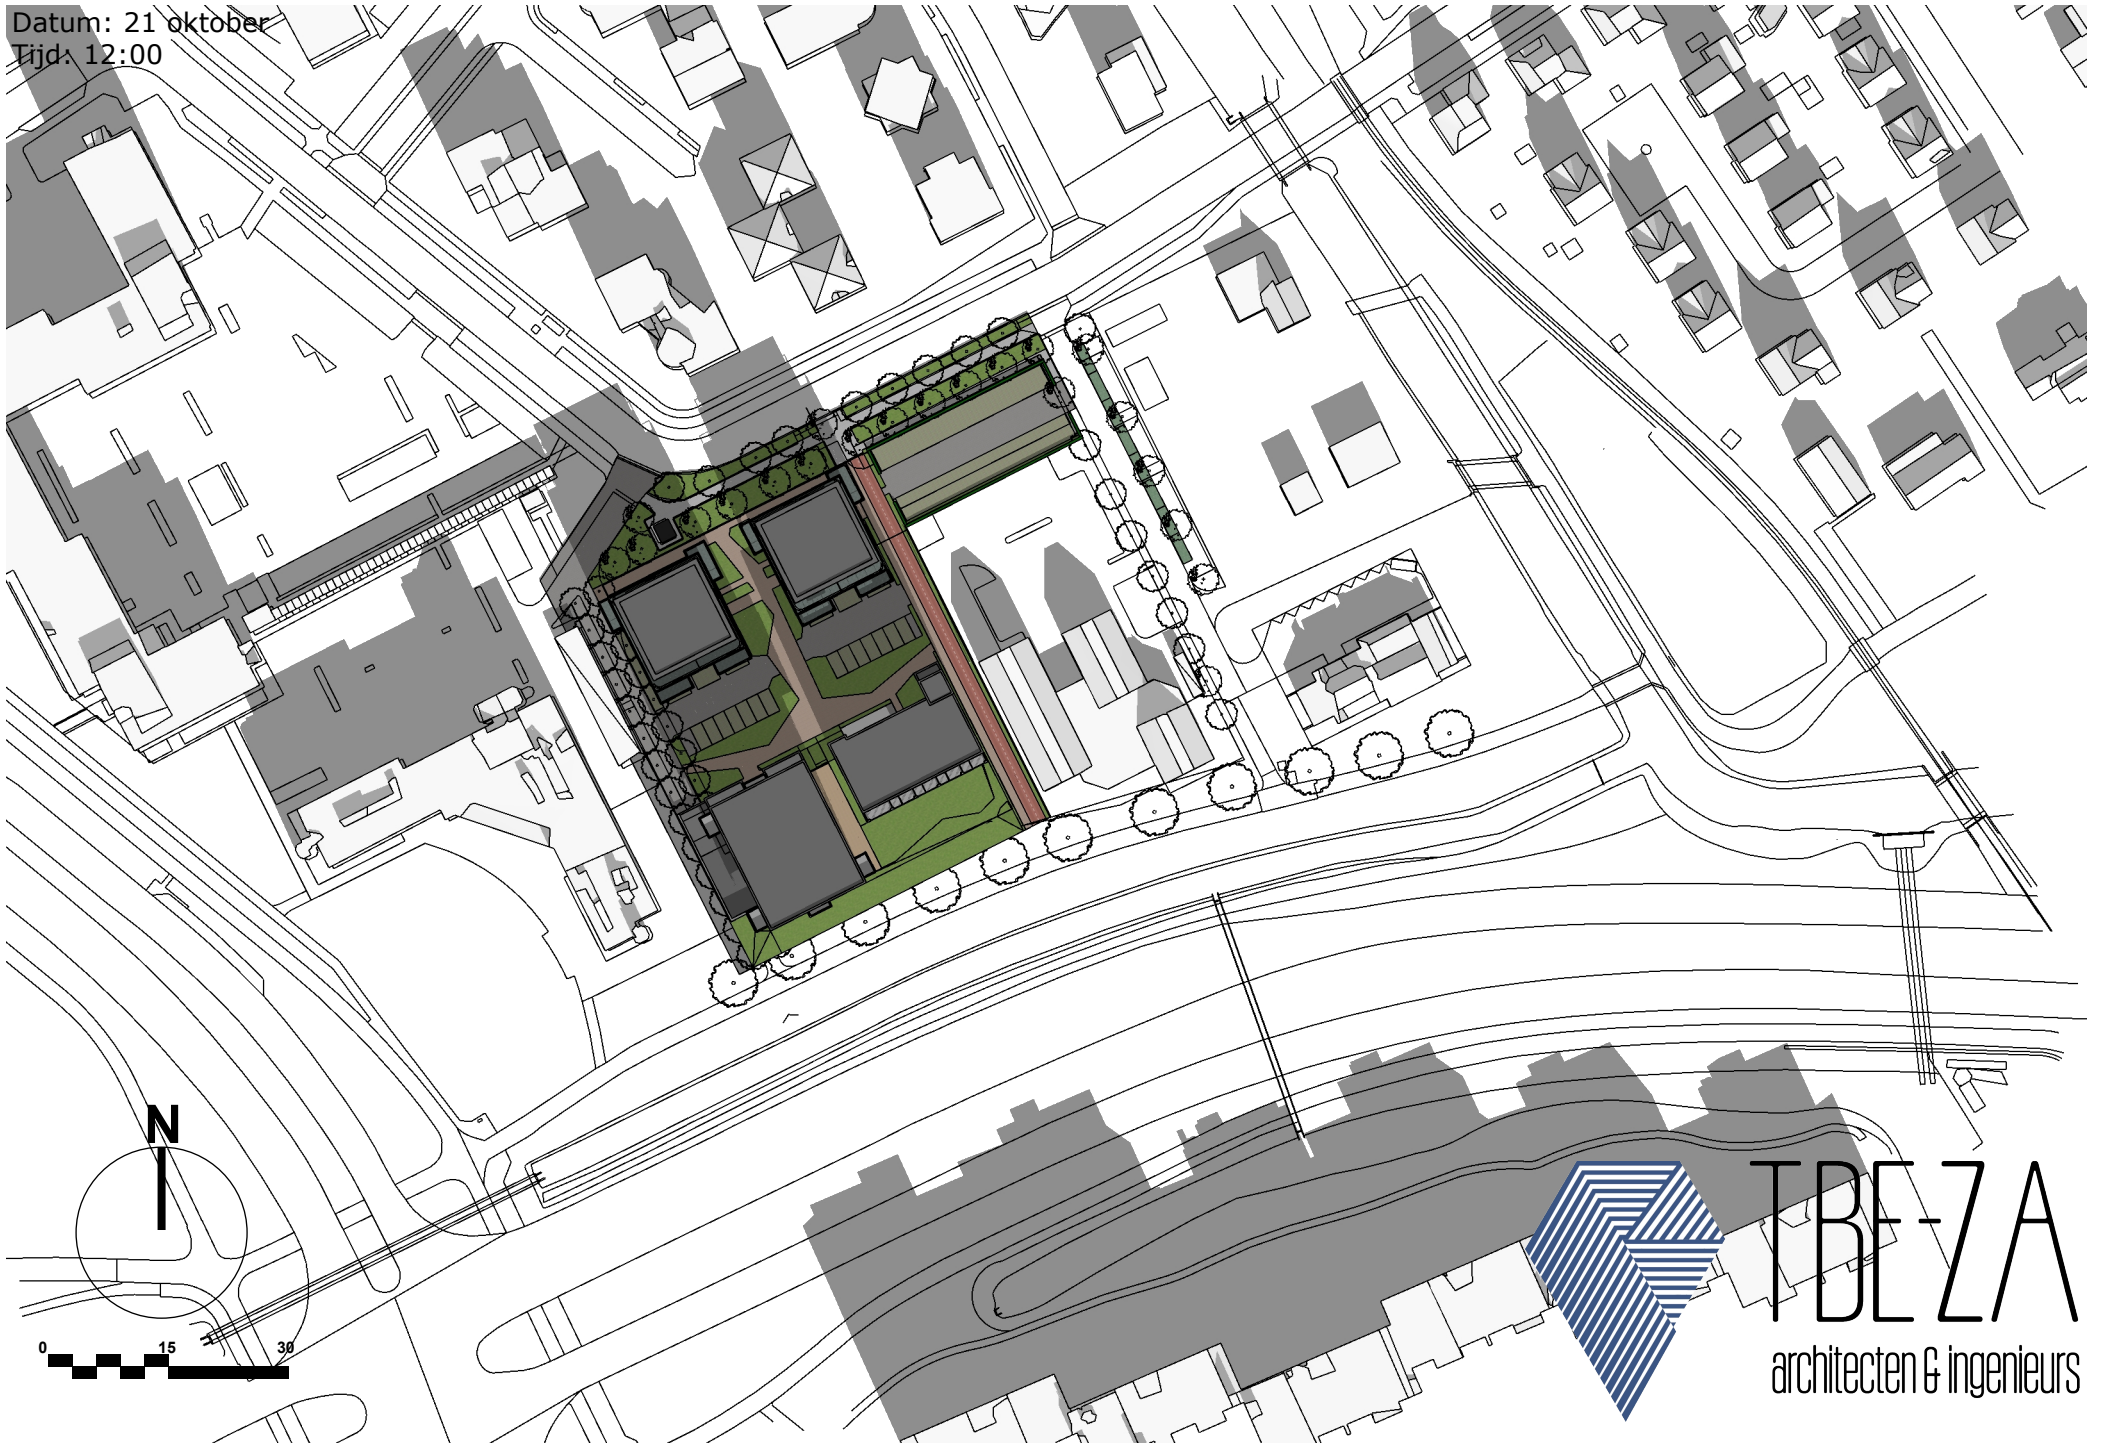 Datum: 21 oktober
Tijd: 12:00
N
0 15 30
TBE-ZA
architecten & ingenieurs